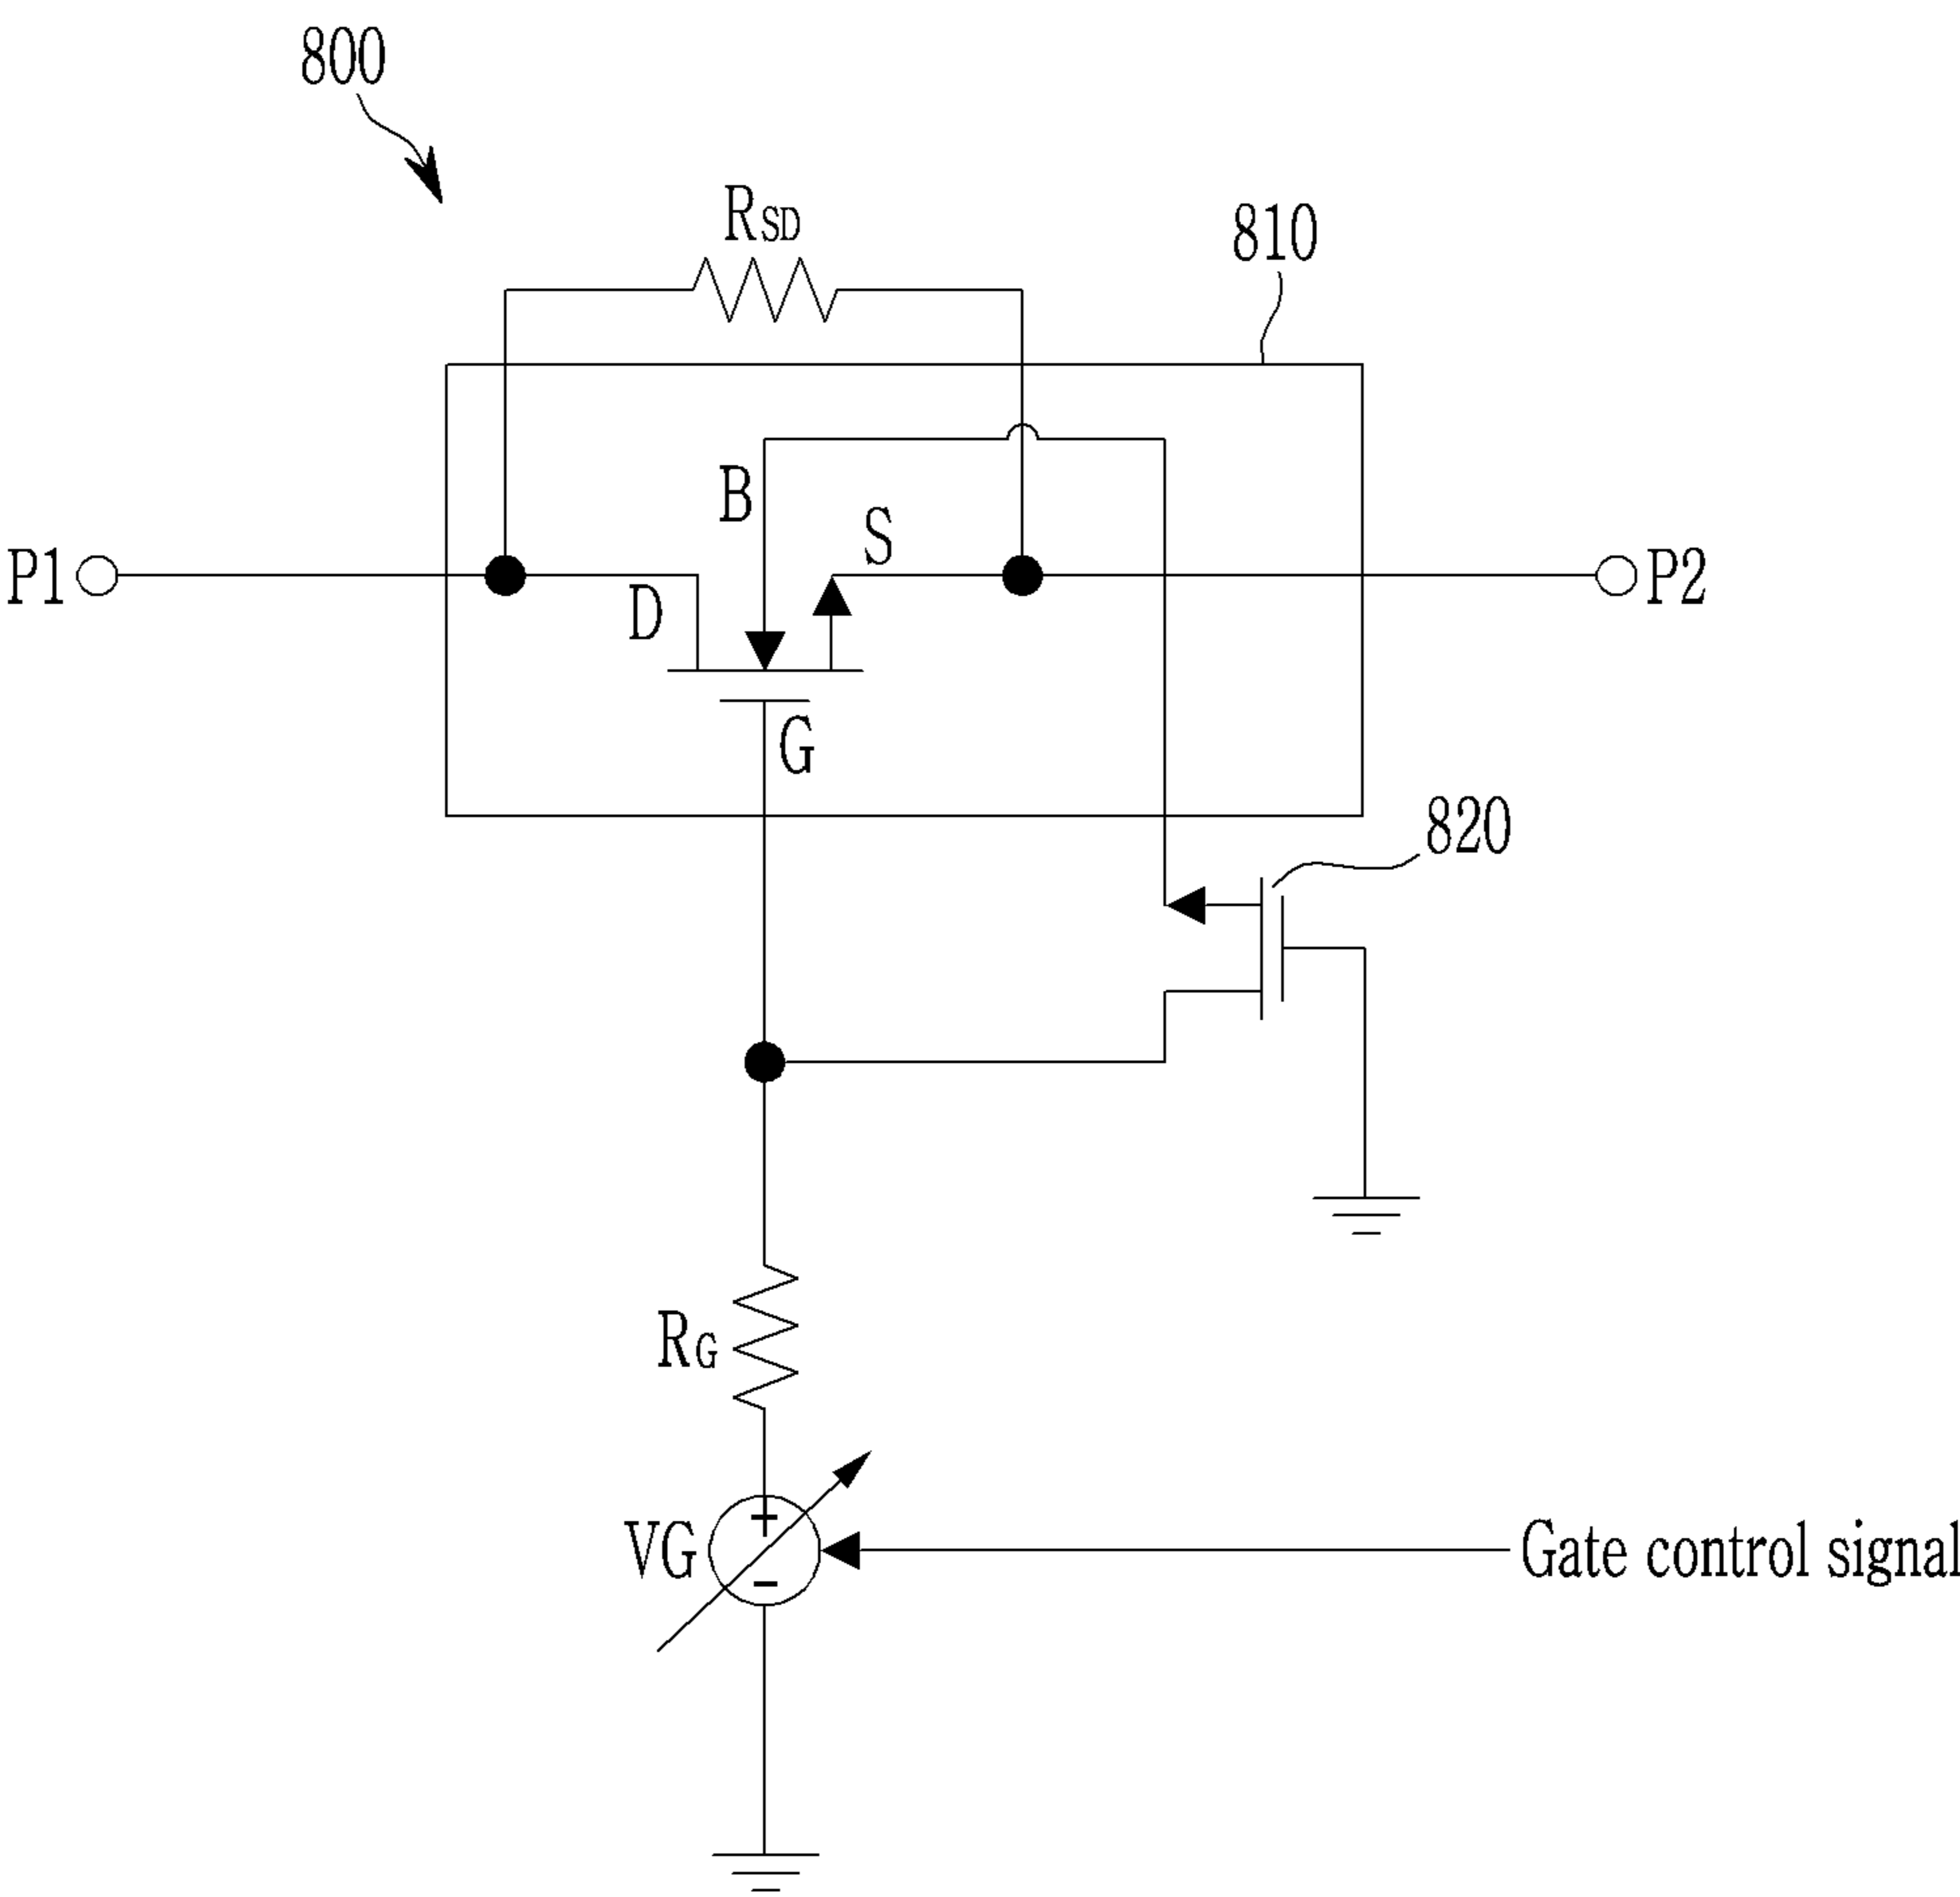 800
RSD
810
B
S
P1
P2
D
G
820
RG
+
VG
-
Gate control signal